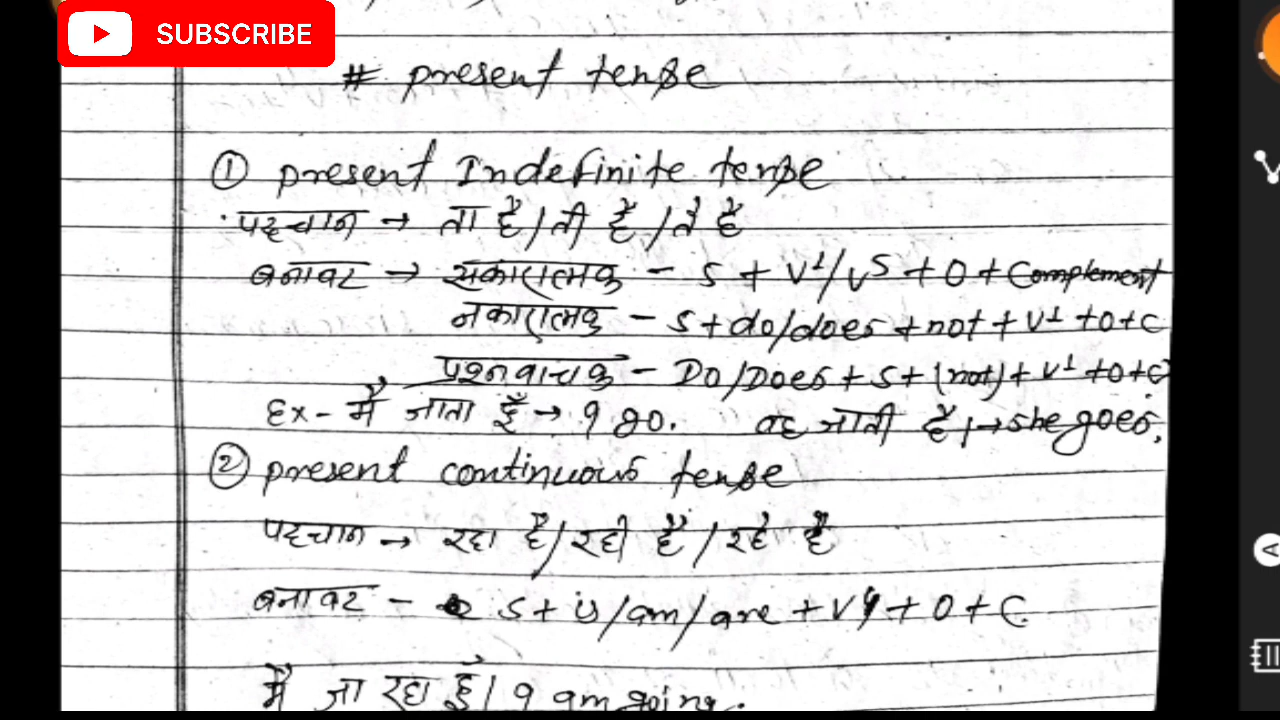 SUBSCRIBE
# present tense
① present Indefinite tense
पहचान → ता है/ती है/ते है
बनावट → सकारात्मक - S + V¹/V^S + O + Complement
नकारात्मक - S + do/does + not + V¹ + O + C
प्रश्नवाचक - Do/Does + S + (not) + V¹ + O + C?
Ex - मैं जाता हूँ → I go. वह जाती है। → she goes.
② present continuous tense
पहचान → रहा है/रही है/रहे है
बनावट - S + is/am/are + V4 + O + C
मैं जा रहा हूँ। I am going.